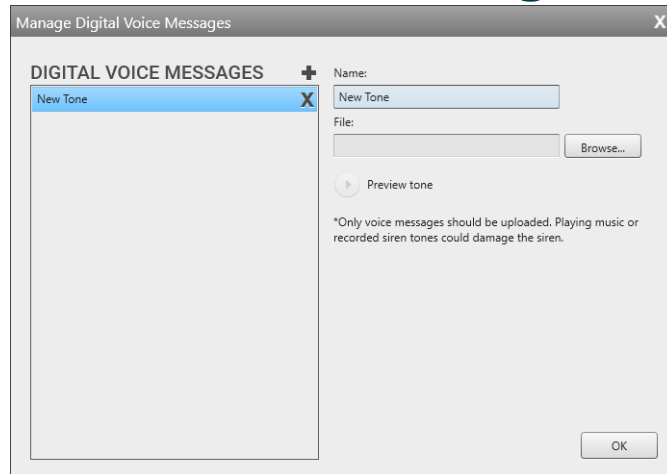 Manage Digital Voice Messages X
DIGITAL VOICE MESSAGES +
New Tone X
Name:
New Tone
File:
Browse...
Preview tone
*Only voice messages should be uploaded. Playing music or
recorded siren tones could damage the siren.
OK